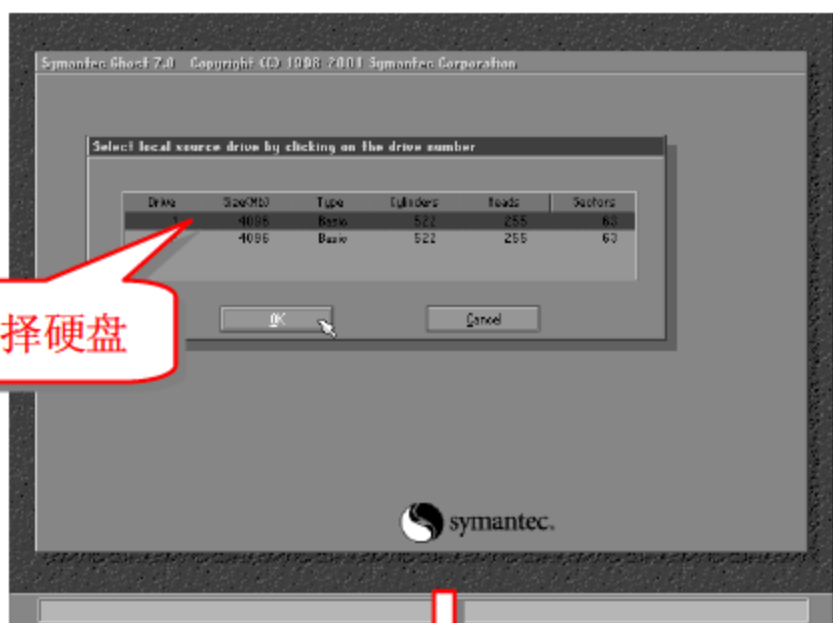 Symantec Ghost 7.0 Copyright (C) 1998-2001 Symantec Corporation
Select local source drive by clicking on the drive number
Drive Size(Mb) Type Cylinders Heads Sectors
1 4096 Basic 522 255 63
4096 Basic 522 255 63
择硬盘
OK Cancel
symantec.